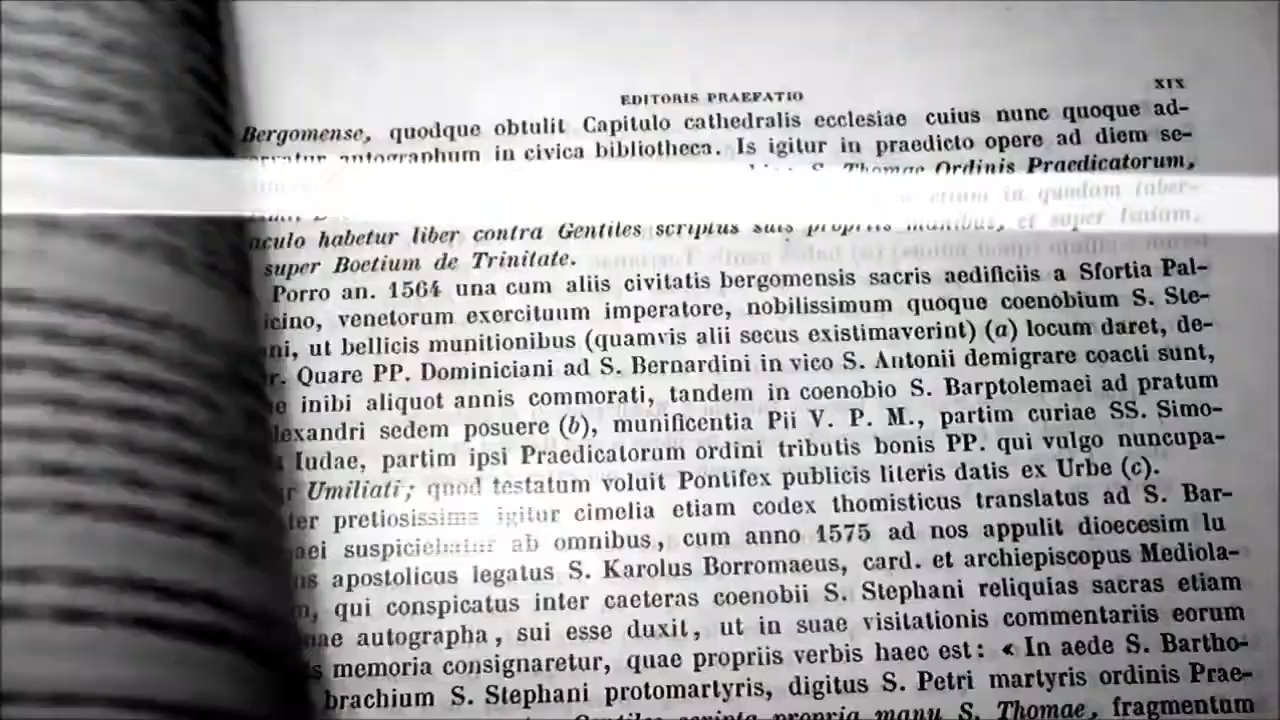 EDITORIS PRAEFATIO
XIX
Bergomense, quodque obtulit Capitulo cathedralis ecclesiae cuius nunc quoque ad-
autographum in civica bibliotheca. Is igitur in praedicto opere ad diem se-
S. Thomae Ordinis Praedicatorum,
etiam in quodam taber-
aculo habetur liber contra Gentiles scriptus suis propriis manibus, et super Isaiam,
super Boetium de Trinitate.
Porro an. 1564 una cum aliis civitatis bergomensis sacris aedificiis a Sfortia Pal-
icino, venetorum exercituum imperatore, nobilissimum quoque coenobium S. Ste-
ni, ut bellicis munitionibus (quamvis alii secus existimaverint) (a) locum daret, de-
r. Quare PP. Dominiciani ad S. Bernardini in vico S. Antonii demigrare coacti sunt,
e inibi aliquot annis commorati, tandem in coenobio S. Barptolemaei ad pratum
lexandri sedem posuere (b), munificentia Pii V. P. M., partim curiae SS. Simo-
Iudae, partim ipsi Praedicatorum ordini tributis bonis PP. qui vulgo nuncupa-
r Umiliati; quod testatum voluit Pontifex publicis literis datis ex Urbe (c).
ter pretiosissima igitur cimelia etiam codex thomisticus translatus ad S. Bar-
aei suspiciebatur ab omnibus, cum anno 1575 ad nos appulit dioecesim lu
us apostolicus legatus S. Karolus Borromaeus, card. et archiepiscopus Mediola-
m, qui conspicatus inter caeteras coenobii S. Stephani reliquias sacras etiam
nae autographa, sui esse duxit, ut in suae visitationis commentariis eorum
s memoria consignaretur, quae propriis verbis haec est: « In aede S. Bartho-
brachium S. Stephani protomartyris, digitus S. Petri martyris ordinis Prae-
Gentiles scripta propria manu S. Thomae, fragmentum